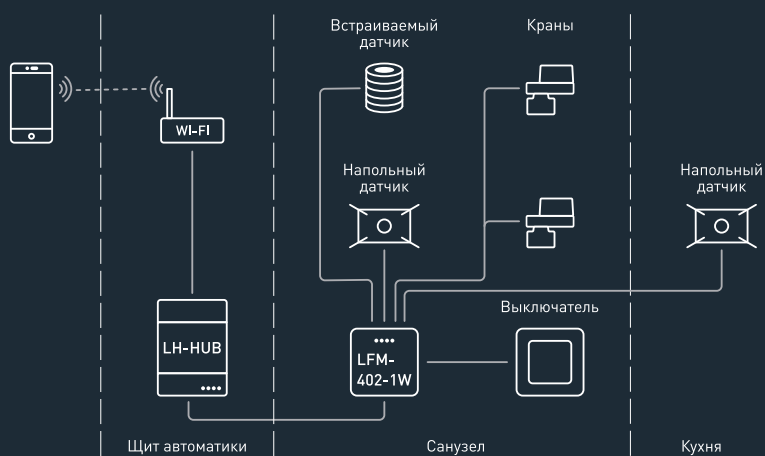 Встраиваемый
датчик
Краны
WI-FI
Напольный
датчик
Напольный
датчик
Выключатель
LH-HUB
LFM-
402-1W
Щит автоматики
Санузел
Кухня